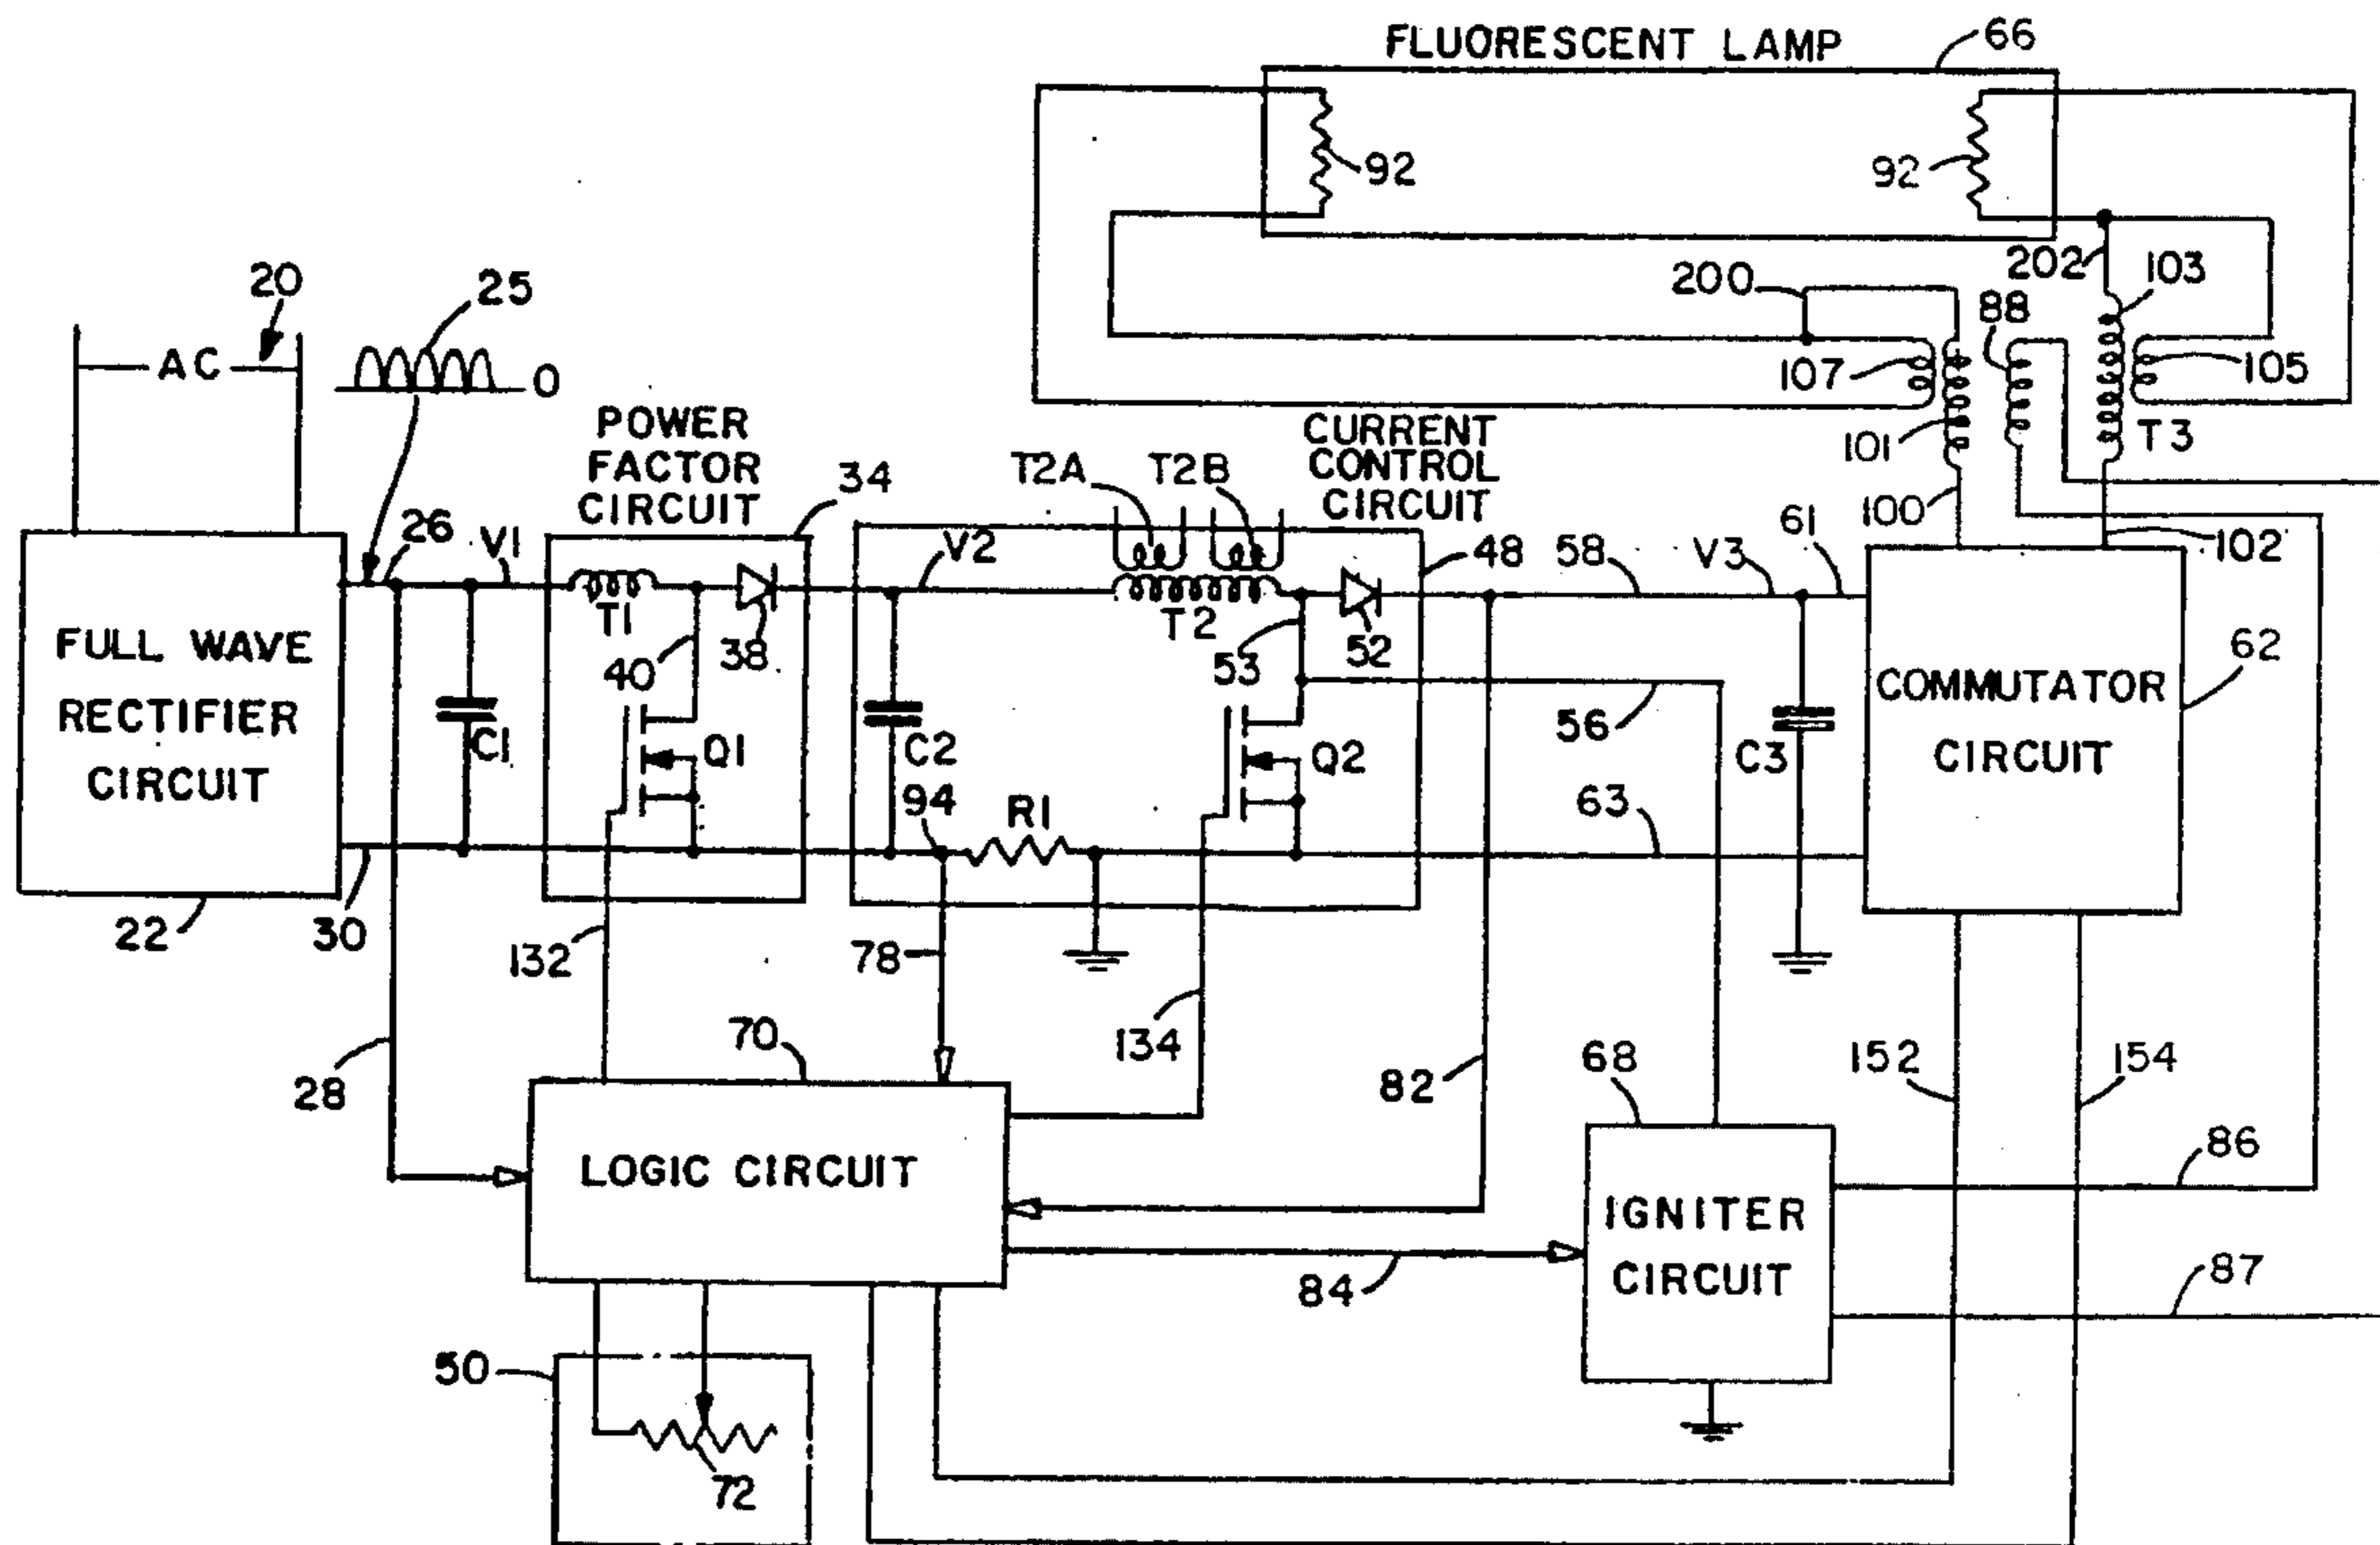 FLUORESCENT LAMP
66
92
92
20
25
AC
0
200
202
103
88
107
105
101
T3
POWER
FACTOR
CIRCUIT
34
T2A
T2B
CURRENT
CONTROL
CIRCUIT
100
102
26
V1
V2
48
58
V3
61
FULL WAVE
RECTIFIER
CIRCUIT
T1
38
40
T2
53
52
62
COMMUTATOR
CIRCUIT
C1
Q1
C2
Q2
56
C3
94
R1
63
22
30
132
78
134
28
70
82
68
152
154
LOGIC CIRCUIT
86
IGNITER
CIRCUIT
84
87
50
72